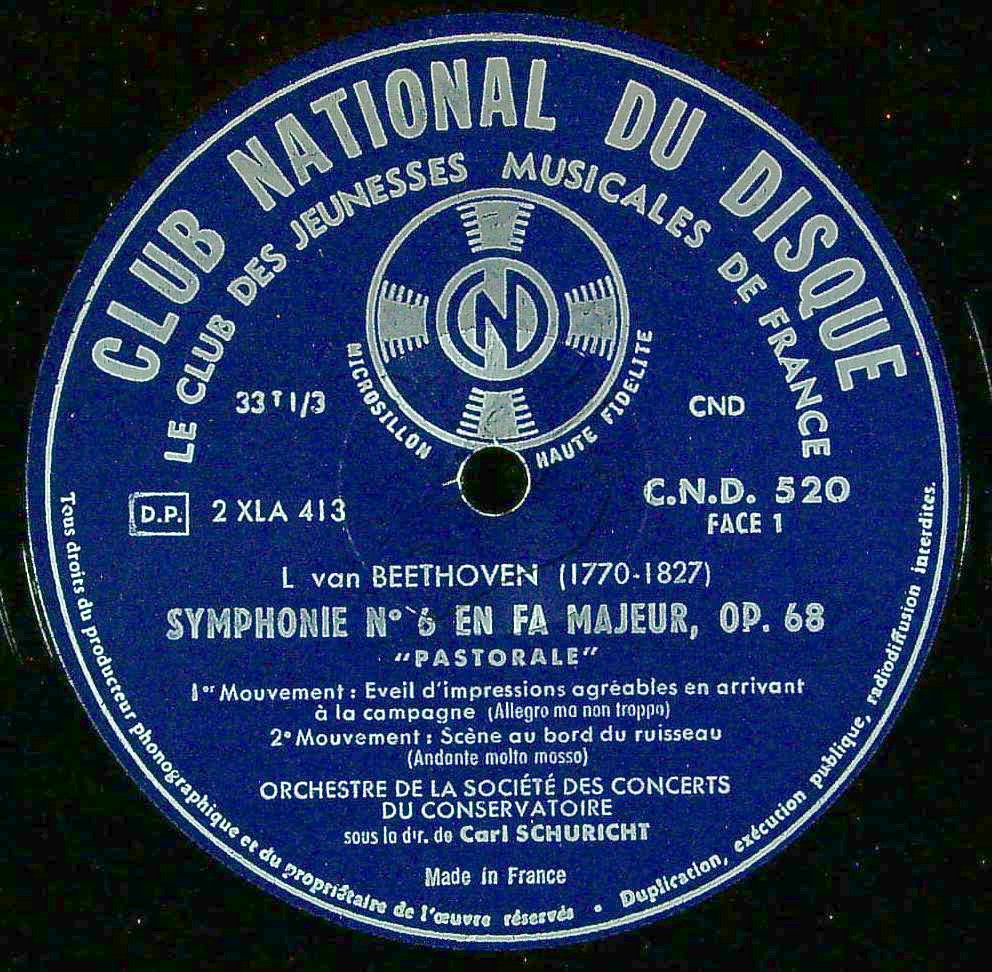 CLUB NATIONAL DU DISQUE
LE CLUB DES JEUNESSES MUSICALES DE FRANCE
CN
MICROSILLON HAUTE FIDELITE
33 T 1/3
CND
D.P. 2 XLA 413
C.N.D. 520
FACE 1
L van BEETHOVEN (1770-1827)
SYMPHONIE N° 6 EN FA MAJEUR, OP. 68
"PASTORALE"
1er Mouvement : Eveil d'impressions agréables en arrivant
à la campagne (Allegro ma non troppo)
2e Mouvement : Scène au bord du ruisseau
(Andante molto mosso)
ORCHESTRE DE LA SOCIÉTÉ DES CONCERTS
DU CONSERVATOIRE
sous la dir. de Carl SCHURICHT
Made in France
Tous droits du producteur phonographique et du propriétaire de l'œuvre réservés • Duplication, exécution publique, radiodiffusion interdites.